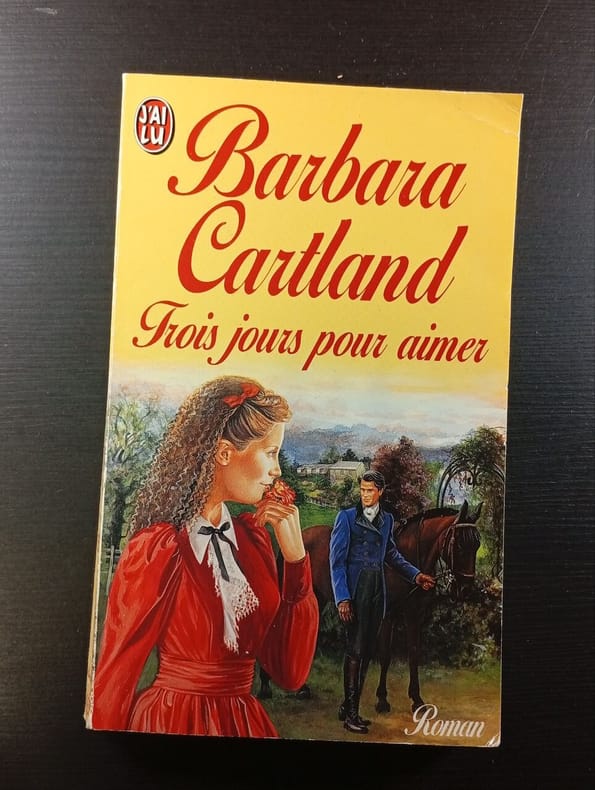 J'AI
LU
Barbara
Cartland
Trois jours pour aimer
Roman